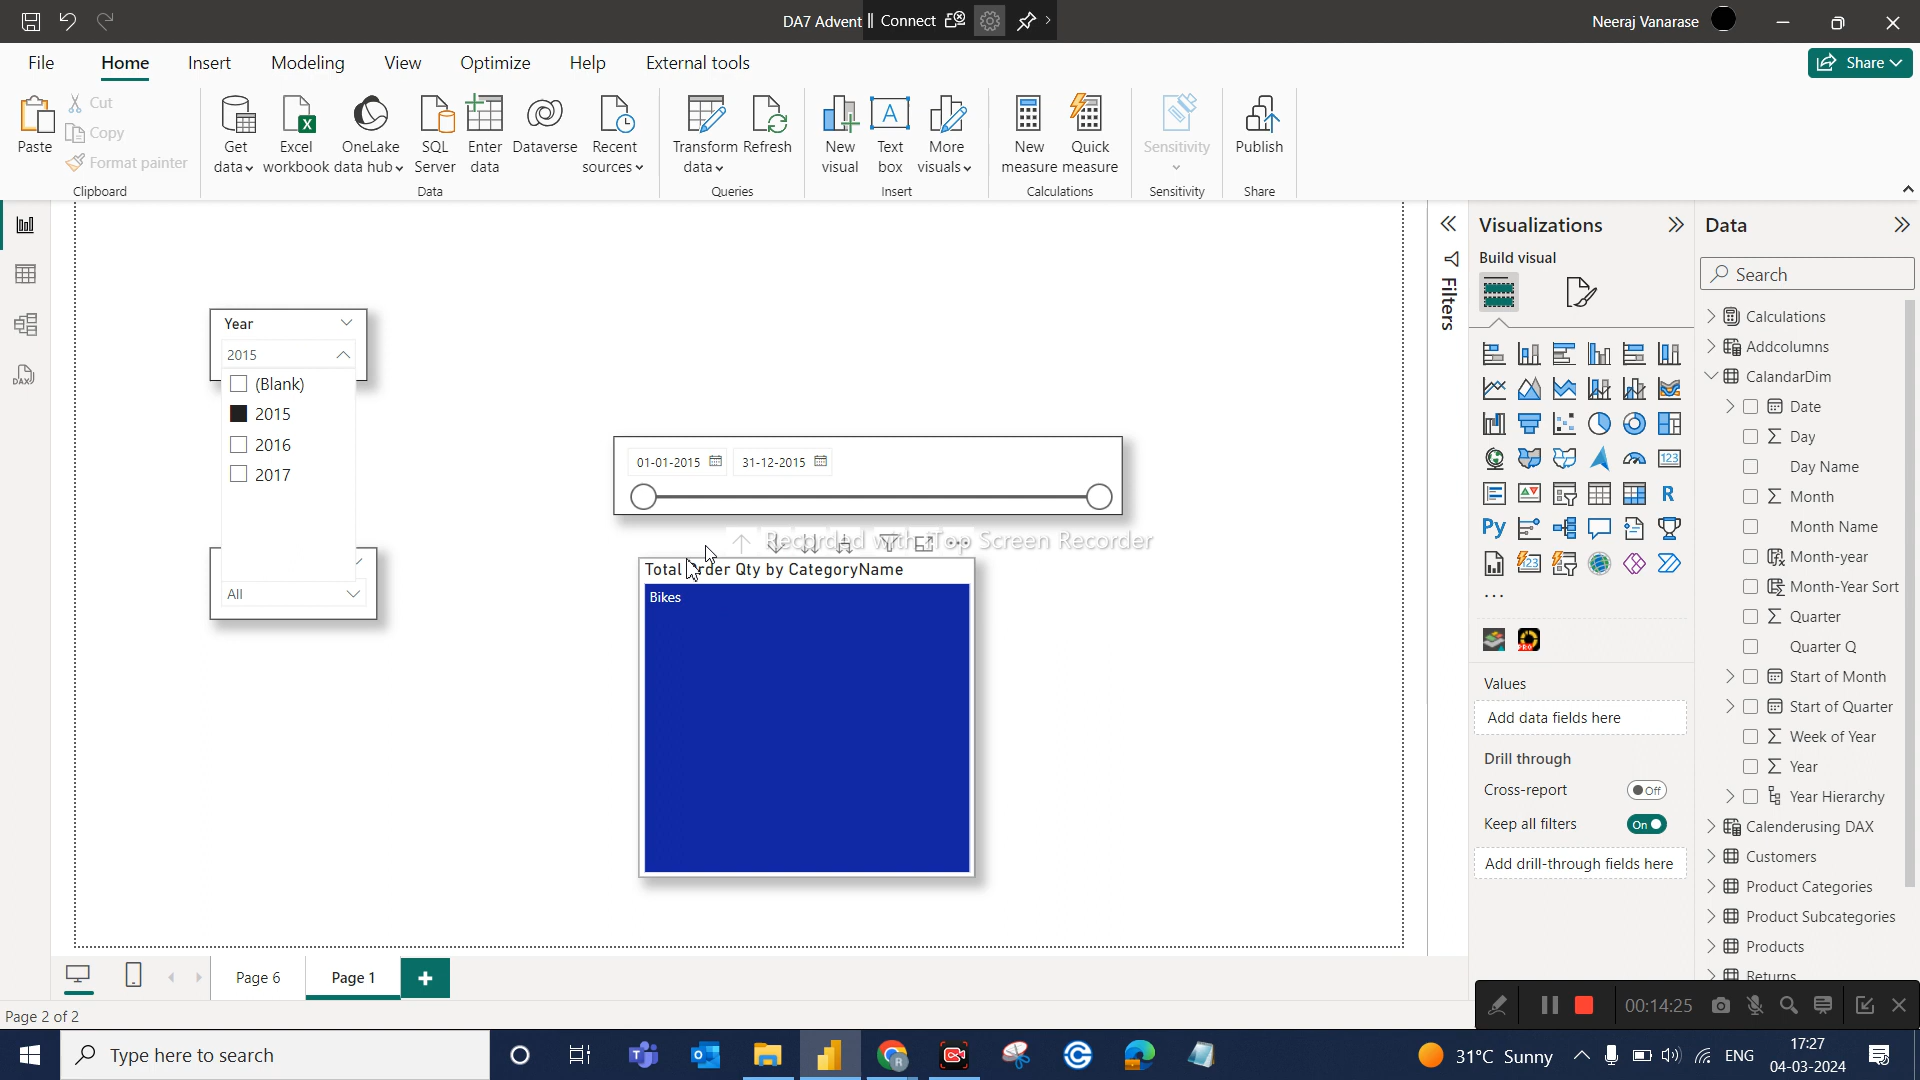 DA7 Advent
Connect
Neeraj Vanarase
File
Home
Insert
Modeling
View
Optimize
Help
External tools
Share
Paste
Cut
Copy
Format painter
Clipboard
Get
data
Excel
workbook
OneLake
data hub
SQL
Server
Enter
data
Dataverse
Recent
sources
Data
Transform
data
Refresh
Queries
New
visual
Text
box
More
visuals
Insert
New
measure
Quick
measure
Calculations
Sensitivity
Sensitivity
Publish
Share
DAX
Year
2015
(Blank)
2015
2016
2017
All
01-01-2015
31-12-2015
Recorded with iTop Screen Recorder
Total Order Qty by CategoryName
Bikes
Filters
Visualizations
Build visual
123
R
Py
PRO
Values
Add data fields here
Drill through
Cross-report
Off
Keep all filters
On
Add drill-through fields here
Data
Search
Calculations
Addcolumns
CalandarDim
Date
Day
Day Name
Month
Month Name
Month-year
Month-Year Sort
Quarter
Quarter Q
Start of Month
Start of Quarter
Week of Year
Year
Year Hierarchy
Calenderusing DAX
Customers
Product Categories
Product Subcategories
Products
Returns
Page 6
Page 1
Page 2 of 2
00:14:25
Type here to search
31°C Sunny
ENG
17:27
04-03-2024